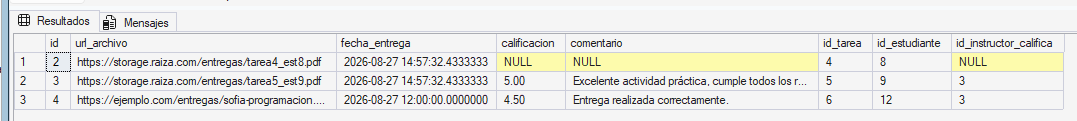 Resultados Mensajes
id url_archivo fecha_entrega calificacion comentario id_tarea id_estudiante id_instructor_califica
1 2 https://storage.raiza.com/entregas/tarea4_est8.pdf 2026-08-27 14:57:32.4333333 NULL NULL 4 8 NULL
2 3 https://storage.raiza.com/entregas/tarea5_est9.pdf 2026-08-27 14:57:32.4333333 5.00 Excelente actividad práctica, cumple todos los r... 5 9 3
3 4 https://ejemplo.com/entregas/sofia-programacion.... 2026-08-27 12:00:00.0000000 4.50 Entrega realizada correctamente. 6 12 3